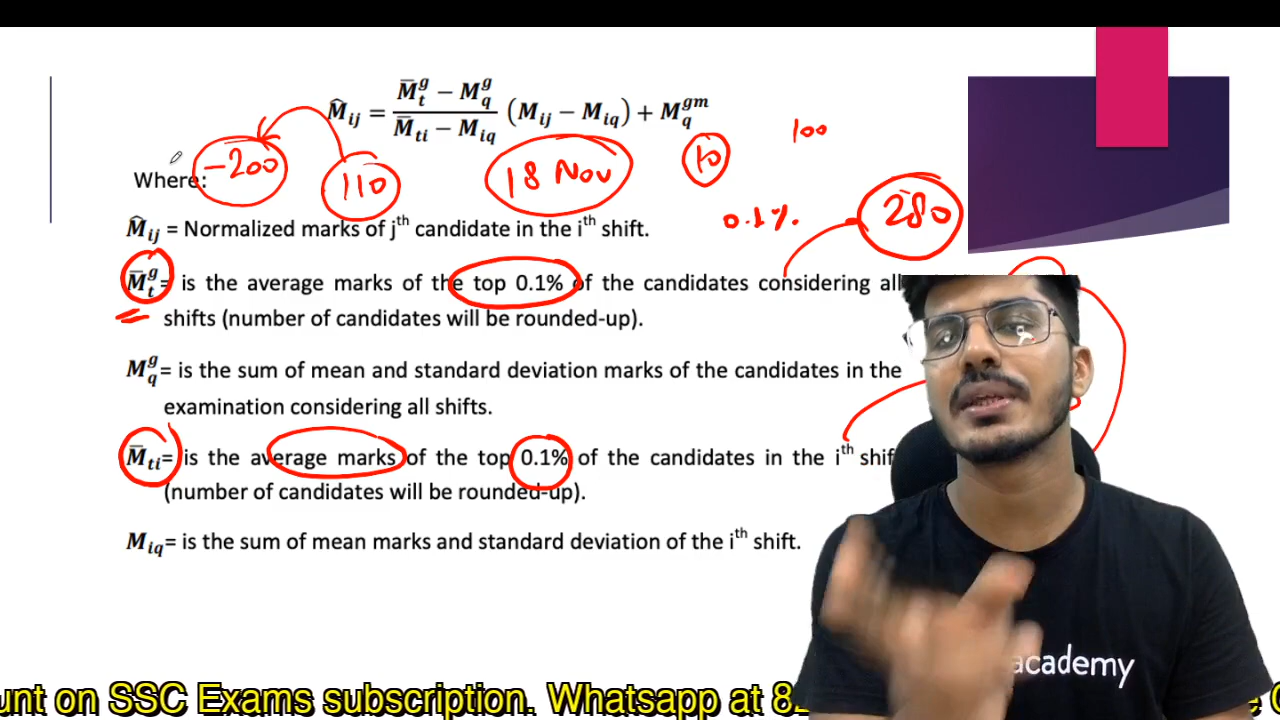 M̂ᵢⱼ = (M̄ₜᵍ − M_qᵍ) / (M̄ₜᵢ − Mᵢq) (Mᵢⱼ − Mᵢq) + M_qᵍᵐ
100
-200
110
18 Nov
10
Where:
0.1%.
280
M̂ᵢⱼ = Normalized marks of jᵗʰ candidate in the iᵗʰ shift.
M̄ₜᵍ= is the average marks of the top 0.1% of the candidates considering all
shifts (number of candidates will be rounded-up).
M_qᵍ= is the sum of mean and standard deviation marks of the candidates in the
examination considering all shifts.
M̄ₜᵢ= is the average marks of the top 0.1% of the candidates in the iᵗʰ shif
(number of candidates will be rounded-up).
Mᵢq= is the sum of mean marks and standard deviation of the iᵗʰ shift.
academy
unt on SSC Exams subscription. Whatsapp at 82